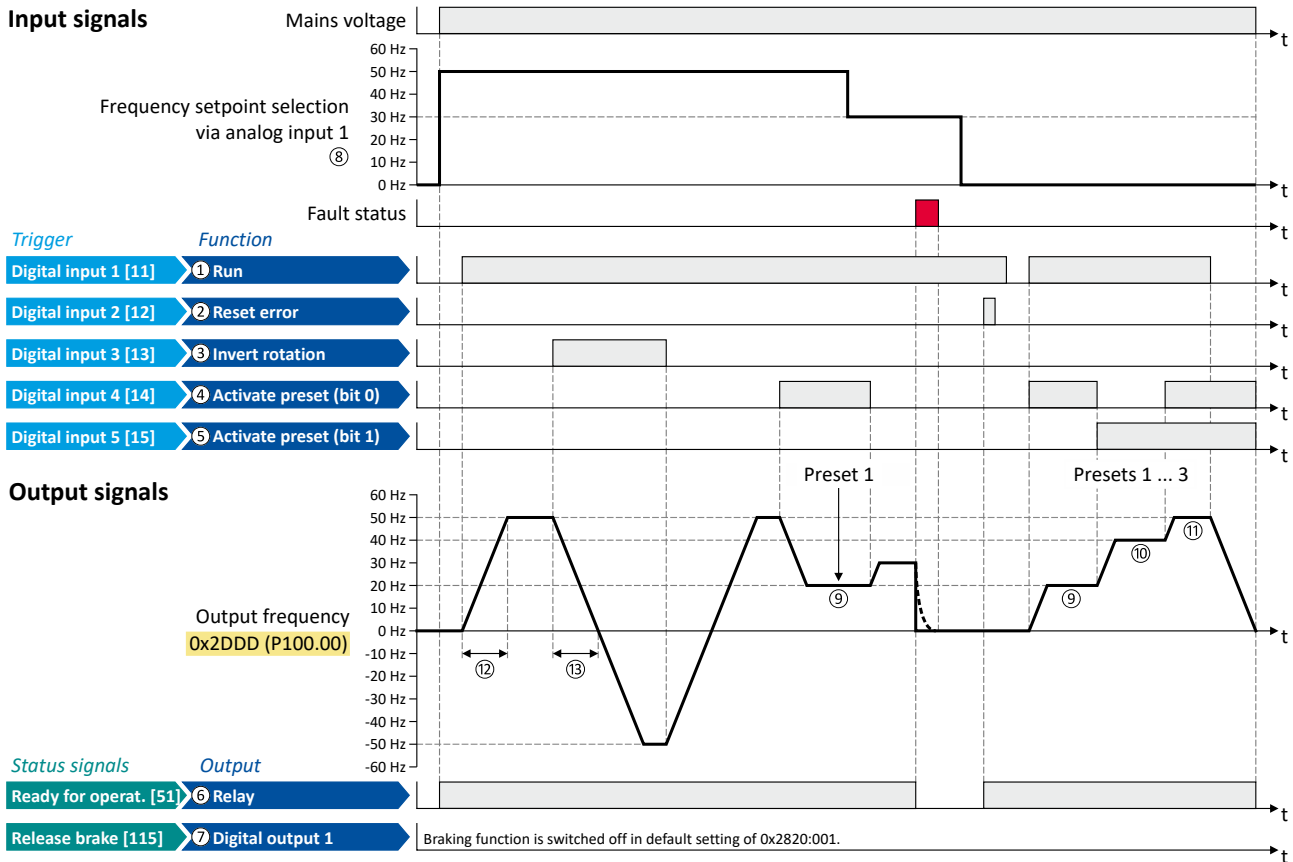 Input signals
Mains voltage
t
60 Hz
50 Hz
40 Hz
30 Hz
20 Hz
10 Hz
0 Hz
Frequency setpoint selection
via analog input 1
⑧
t
Fault status
t
Trigger Function
Digital input 1 [11] ① Run
t
Digital input 2 [12] ② Reset error
t
Digital input 3 [13] ③ Invert rotation
t
Digital input 4 [14] ④ Activate preset (bit 0)
t
Digital input 5 [15] ⑤ Activate preset (bit 1)
t
Output signals
Preset 1
Presets 1 ... 3
60 Hz
50 Hz
40 Hz
30 Hz
20 Hz
10 Hz
0 Hz
-10 Hz
-20 Hz
-30 Hz
-40 Hz
-50 Hz
-60 Hz
Output frequency
0x2DDD (P100.00)
⑪
⑩
⑨
⑨
t
⑫
⑬
Status signals Output
Ready for operat. [51] ⑥ Relay
t
Release brake [115] ⑦ Digital output 1
Braking function is switched off in default setting of 0x2820:001.
t